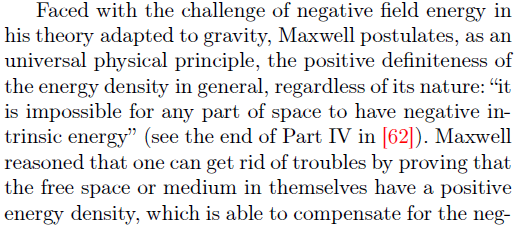 Faced with the challenge of negative field energy in
his theory adapted to gravity, Maxwell postulates, as an
universal physical principle, the positive definiteness of
the energy density in general, regardless of its nature: “it
is impossible for any part of space to have negative in-
trinsic energy” (see the end of Part IV in [62]). Maxwell
reasoned that one can get rid of troubles by proving that
the free space or medium in themselves have a positive
energy density, which is able to compensate for the neg-